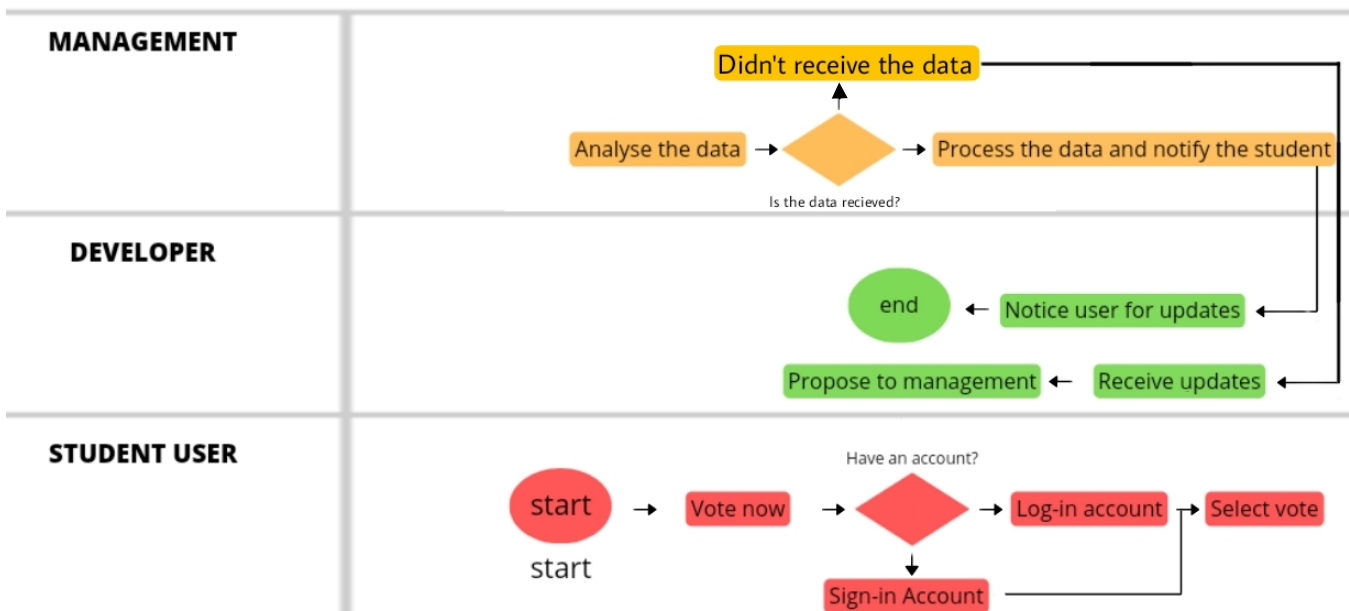 MANAGEMENT
Didn't receive the data
Analyse the data
Process the data and notify the student
Is the data recieved?
DEVELOPER
end
Notice user for updates
Propose to management
Receive updates
STUDENT USER
Have an account?
start
Vote now
Log-in account
Select vote
start
Sign-in Account